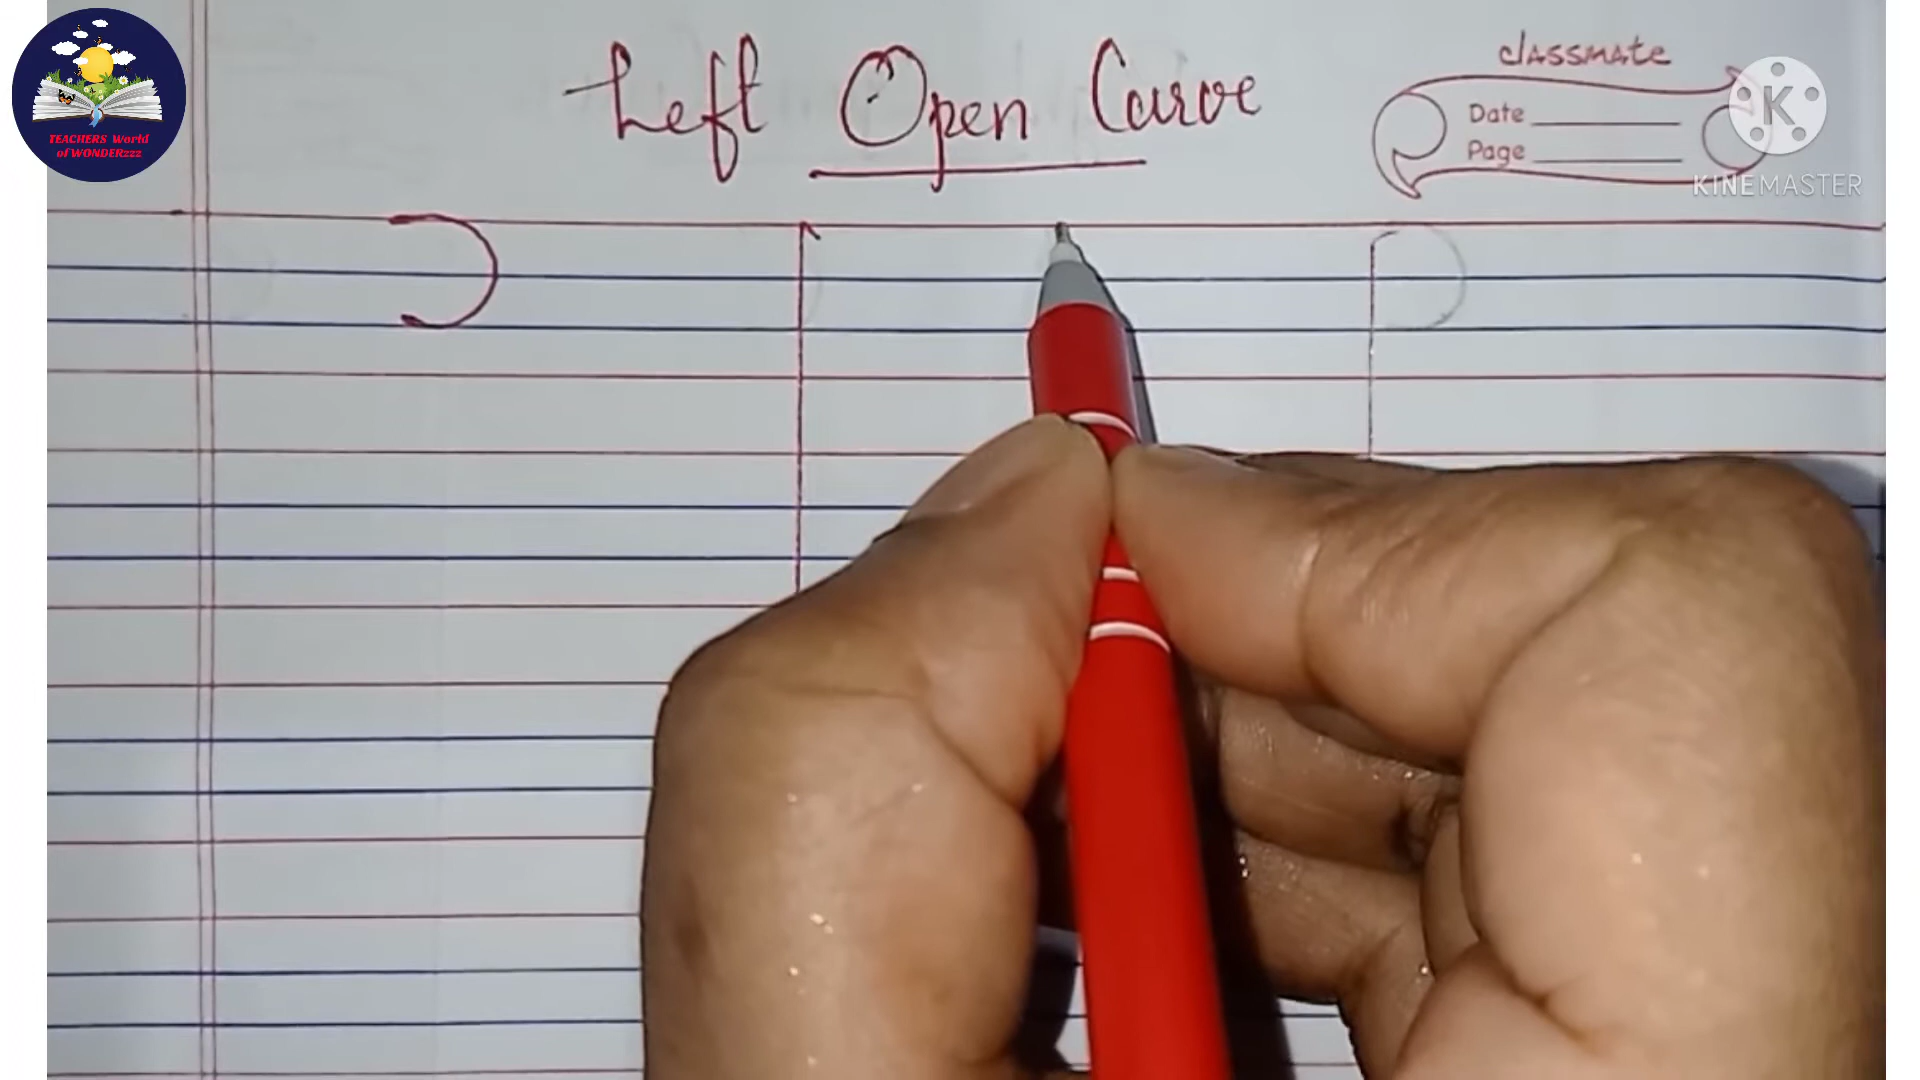 Left Open Curve
classmate
Date
Page
KINEMASTER
TEACHERS World
of WONDERzzz